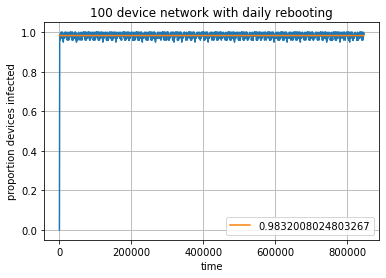 100 device network with daily rebooting
proportion devices infected
1.0
0.8
0.6
0.4
0.2
0.0
0.9832008024803267
0 200000 400000 600000 800000
time